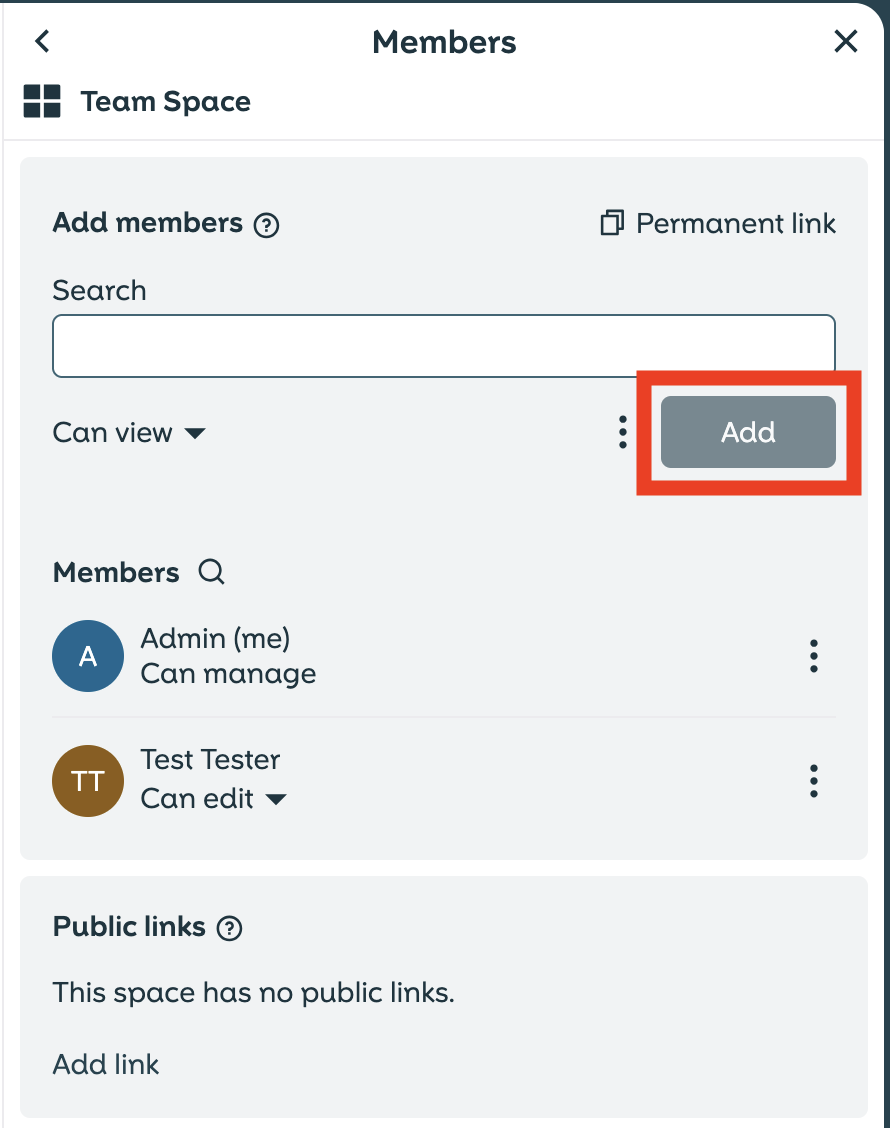 Members
Team Space
Add members
Permanent link
Search
Can view
Add
Members
A
Admin (me)
Can manage
TT
Test Tester
Can edit
Public links
This space has no public links.
Add link